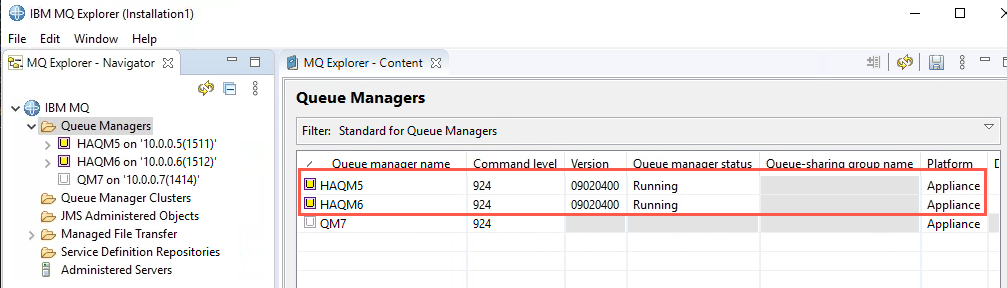 IBM MQ Explorer (Installation1)
File Edit Window Help
MQ Explorer - Navigator
IBM MQ
Queue Managers
HAQM5 on '10.0.0.5(1511)'
HAQM6 on '10.0.0.6(1512)'
QM7 on '10.0.0.7(1414)'
Queue Manager Clusters
JMS Administered Objects
Managed File Transfer
Service Definition Repositories
Administered Servers
MQ Explorer - Content
Queue Managers
Filter: Standard for Queue Managers
Queue manager name Command level Version Queue manager status Queue-sharing group name Platform D
HAQM5 924 09020400 Running Appliance
HAQM6 924 09020400 Running Appliance
QM7 924 Appliance